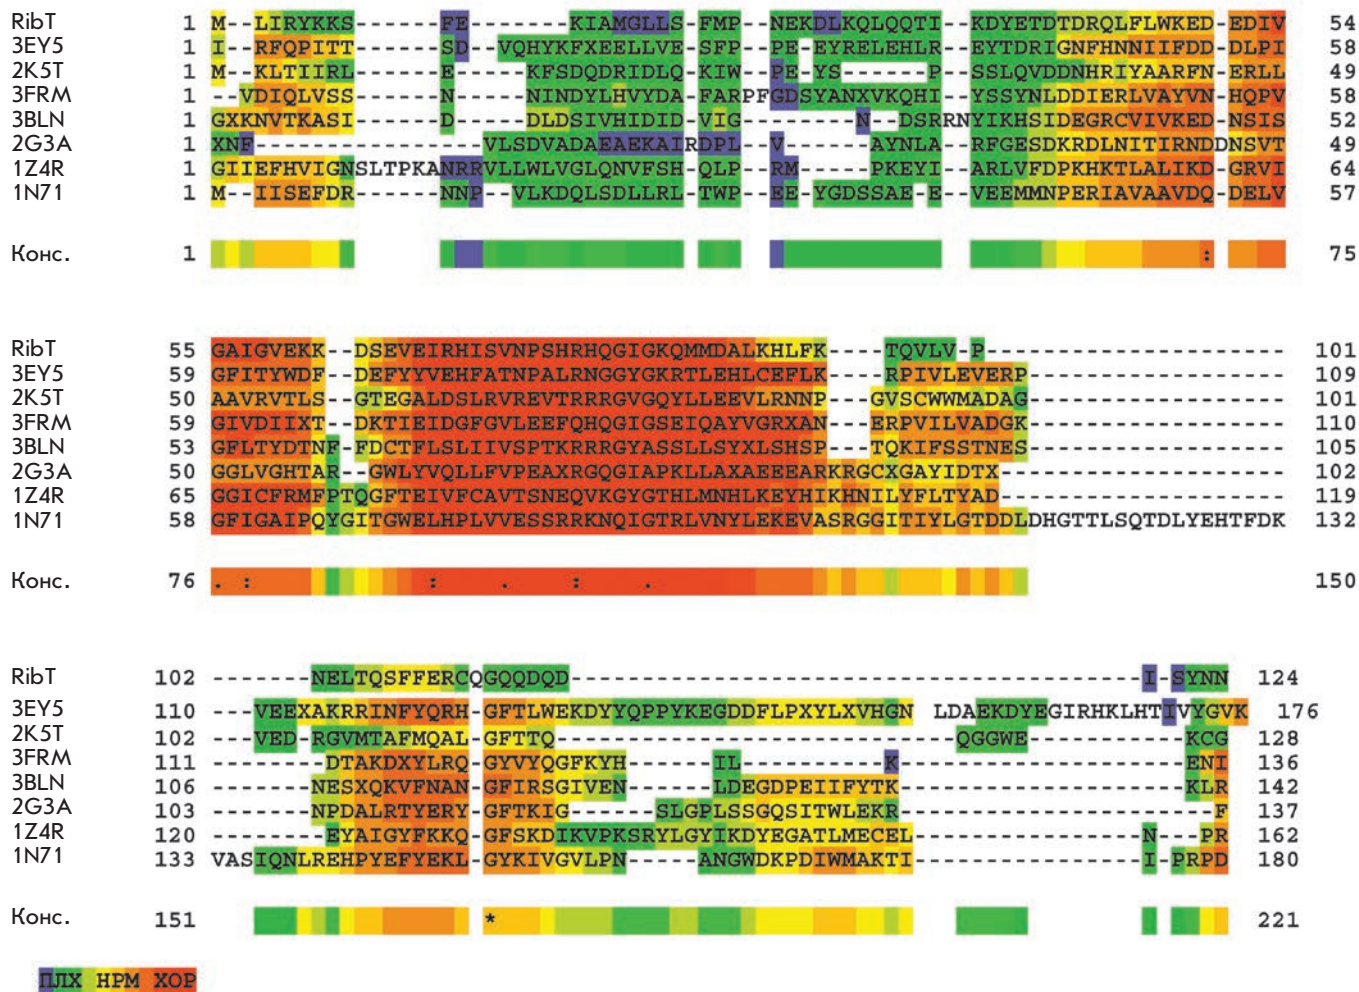 RibT 1 M--LIRYKKS------FE-------KIAMGLLS-FMP--NEKDLKQLQQTI--KDYETDTDRQLFLWKED-EDIV 54
3EY5 1 I--RFQPITT------SD--VQHYKFXEELLVE-SFP--PE-EYRELEHLR--EYTDRIGNFHNNIIFDD-DLPI 58
2K5T 1 M--KLTIIRL------E-----KFSDQDRIDLQ-KIW--PE-YS------P--SSLQVDDNHRIYAARFN-ERLL 49
3FRM 1 --VDIQLVSS------N-----NINDYLHVYDA-FARPFGDSYANXVKQHI--YSSYNLDDIERLVAYVN-HQPV 58
3BLN 1 GXKNVTKASI------D-----DLDSIVHIDID-VIG--------N--DSRRNYIKHSIDEGRCVIVKED-NSIS 52
2G3A 1 XNF----------------VLSDVADAEAEKAIRDPL--V------AYNLA--RFGESDKRDLNITIRNDDNSVT 49
1Z4R 1 GIIEFHVIGNSLTPKANRRVLLWLVGLQNVFSH-QLP--RM-----PKEYI--ARLVFDPKHKTLALIKD-GRVI 64
1N71 1 M--IISEFDR------NNP--VLKDQLSDLLRL-TWP--EE-YGDSSAE-E--VEEMMNPERIAVAAVDQ-DELV 57
Конс. 1 : 75
RibT 55 GAIGVEKK--DSEVEIRHISVNPSHRHQGIGKQMMDALKHLFK----TQVLV-P--------------------- 101
3EY5 59 GFITYWDF--DEFYYVEHFATNPALRNGGYGKRTLEHLCEFLK----RPIVLEVERP------------------ 109
2K5T 50 AAVRVTLS--GTEGALDSLRVREVTRRRGVGQYLLEEVLRNNP---GVSCWWMADAG------------------ 101
3FRM 59 GIVDIIXT--DKTIEIDGFGVLEEFQHQGIGSEIQAYVGRXAN---ERPVILVADGK------------------ 110
3BLN 53 GFLTYDTNF-FDCTFLSLIIVSPTKRRRGYASSLLSYXLSHSP---TQKIFSSTNES------------------ 105
2G3A 50 GGLVGHTAR--GWLYVQLLFVPEAXRGQGIAPKLLAXAEEEARKRGCXGAYIDTX-------------------- 102
1Z4R 65 GGICFRMFPTQGFTEIVFCAVTSNEQVKGYGTHLMNHLKEYHIKHNILYFLTYAD-------------------- 119
1N71 58 GFIGAIPQYGITGWELHPLVVESSRRKNQIGTRLVNYLEKEVASRGGITIYLGTDDLDHGTTLSQTDLYEHTFDK 132
Конс. 76 . : : . : . 150
RibT 102 -------NELTQSFFERCQGQQDQD----------------------------------------I-SYNN 124
3EY5 110 ---VEEXAKRRINFYQRH-GFTLWEKDYYQPPYKEGDDFLPXYLXVHGN LDAEKDYEGIRHKLHTIVYGVK 176
2K5T 102 ---VED-RGVMTAFMQAL-GFTTQ----------------------------QGGWE-----------KCG 128
3FRM 111 --------DTAKDXYLRQ-GYVYQGFKYH------IL----------K--------------------ENI 136
3BLN 106 -------NESXQKVFNAN-GFIRSGIVEN------LDEGDPEIIFYTK--------------------KLR 142
2G3A 103 -------NPDALRTYERY-GFTKIG------SLGPLSSGQSITWLEKR----------------------F 137
1Z4R 120 --------EYAIGYFKKQ-GFSKDIKVPKSRYLGYIKDYEGATLMECEL----------------N---PR 162
1N71 133 VASIQNLREHPYEFYEKL-GYKIVGVLPN-----ANGWDKPDIWMAKTI----------------I-PRPD 180
Конс. 151 * 221
ПЛХ НРМ ХОР